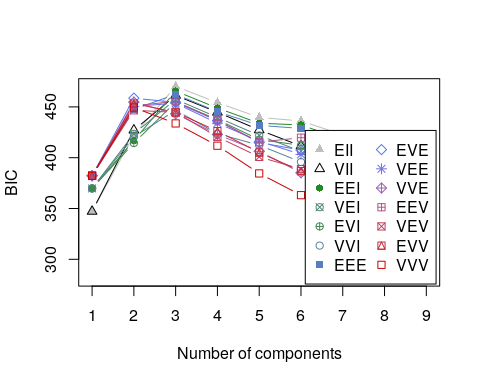 BIC
450
400
350
300
EII EVE
VII VEE
EEI VVE
VEI EEV
EVI VEV
VVI EVV
EEE VVV
1 2 3 4 5 6 7 8 9
Number of components